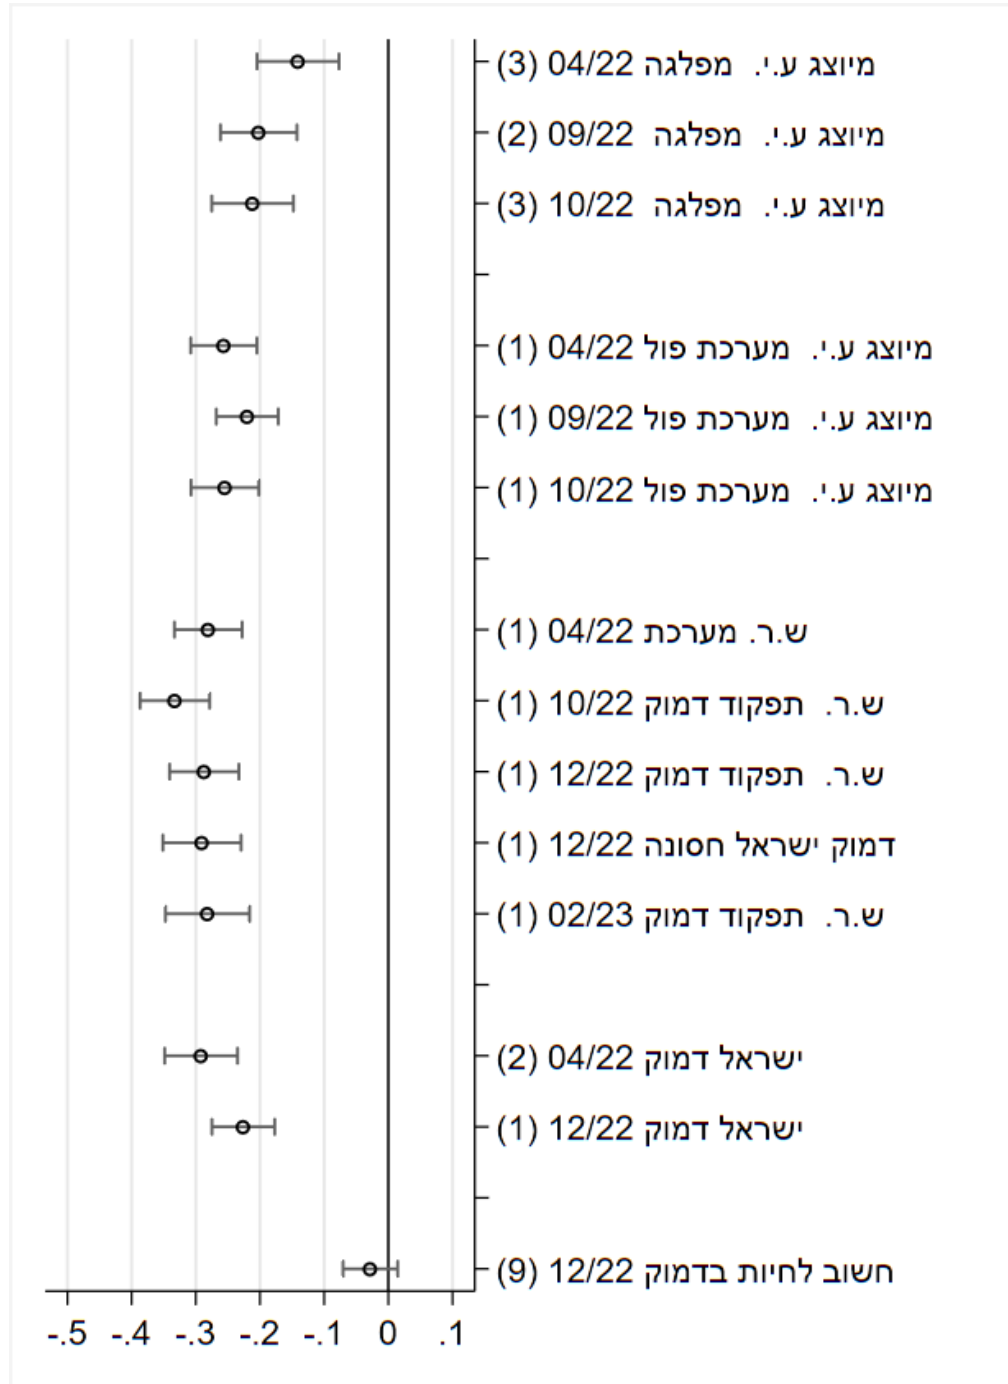 מיוצג ע.י. מפלגה 04/22 (3)
מיוצג ע.י. מפלגה 09/22 (2)
מיוצג ע.י. מפלגה 10/22 (3)
מיוצג ע.י. מערכת פול 04/22 (1)
מיוצג ע.י. מערכת פול 09/22 (1)
מיוצג ע.י. מערכת פול 10/22 (1)
ש.ר. מערכת 04/22 (1)
ש.ר. תפקוד דמוק 10/22 (1)
ש.ר. תפקוד דמוק 12/22 (1)
דמוק ישראל חסונה 12/22 (1)
ש.ר. תפקוד דמוק 02/23 (1)
ישראל דמוק 04/22 (2)
ישראל דמוק 12/22 (1)
חשוב לחיות בדמוק 12/22 (9)
-.5 -.4 -.3 -.2 -.1 0 .1